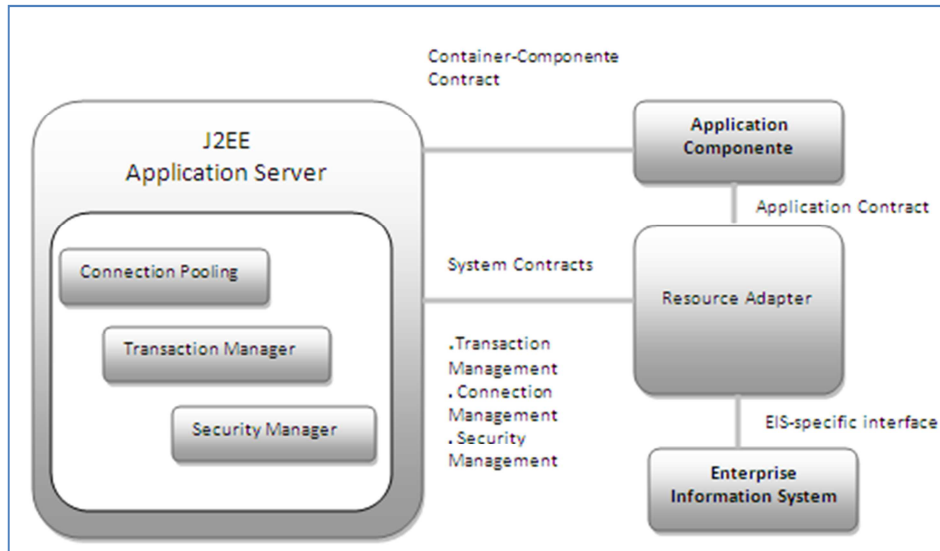 Container-Componente
Contract
J2EE
Application Server
Application
Componente
Application Contract
Connection Pooling
System Contracts
Resource Adapter
Transaction Manager
.Transaction
Management
. Connection
Management
. Security
Management
Security Manager
EIS-specific interface
Enterprise
Information System